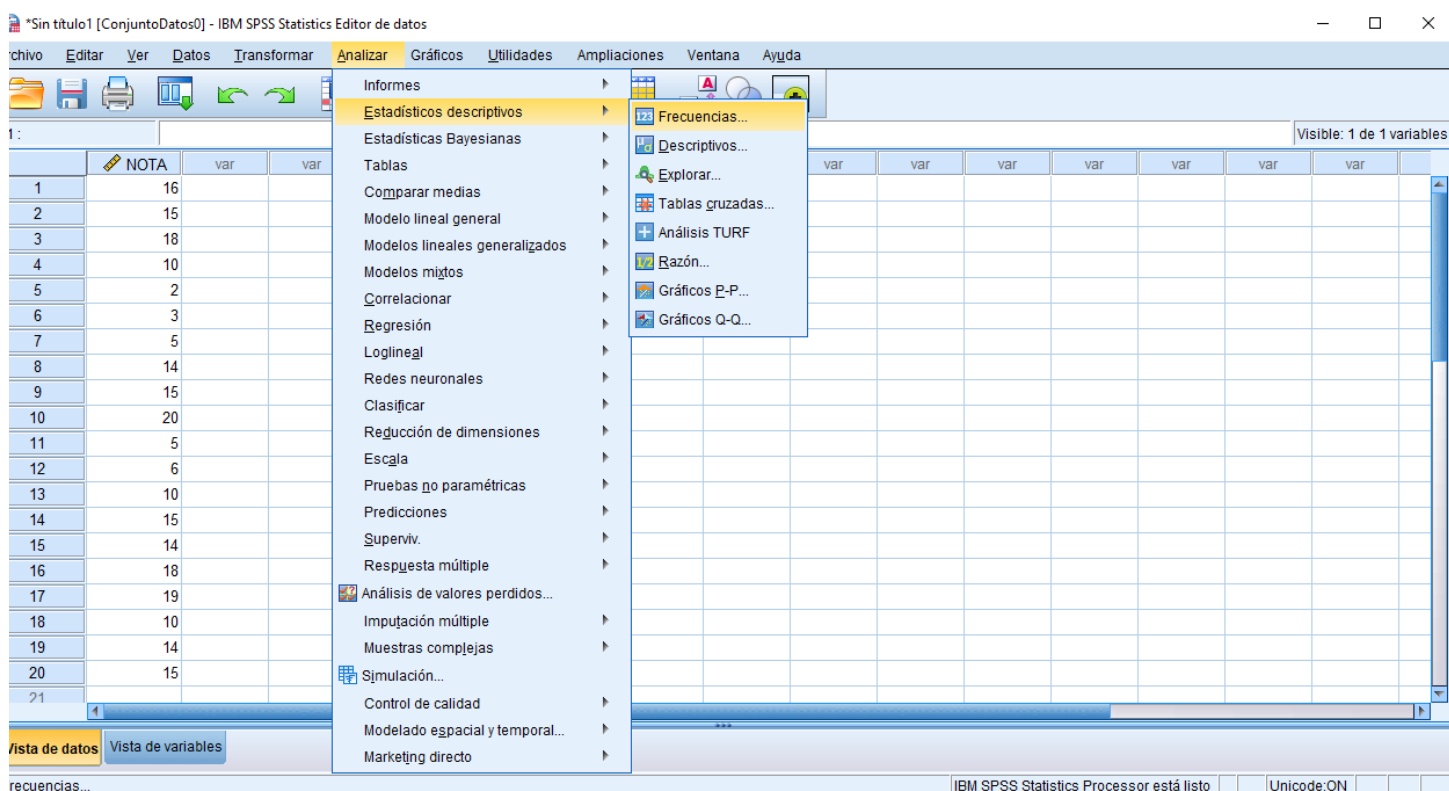 *Sin título1 [ConjuntoDatos0] - IBM SPSS Statistics Editor de datos
rchivo Editar Ver Datos Transformar Analizar Gráficos Utilidades Ampliaciones Ventana Ayuda
1 :
Visible: 1 de 1 variables
NOTA var var var var var var var var var
1 16
2 15
3 18
4 10
5 2
6 3
7 5
8 14
9 15
10 20
11 5
12 6
13 10
14 15
15 14
16 18
17 19
18 10
19 14
20 15
21
Informes
Estadísticos descriptivos
Estadísticas Bayesianas
Tablas
Comparar medias
Modelo lineal general
Modelos lineales generalizados
Modelos mixtos
Correlacionar
Regresión
Loglineal
Redes neuronales
Clasificar
Reducción de dimensiones
Escala
Pruebas no paramétricas
Predicciones
Superviv.
Respuesta múltiple
Análisis de valores perdidos...
Imputación múltiple
Muestras complejas
Simulación...
Control de calidad
Modelado espacial y temporal...
Marketing directo
123 Frecuencias...
Descriptivos...
Explorar...
Tablas cruzadas...
Análisis TURF
1/2 Razón...
Gráficos P-P...
Gráficos Q-Q...
Vista de datos Vista de variables
recuencias...
IBM SPSS Statistics Processor está listo Unicode:ON